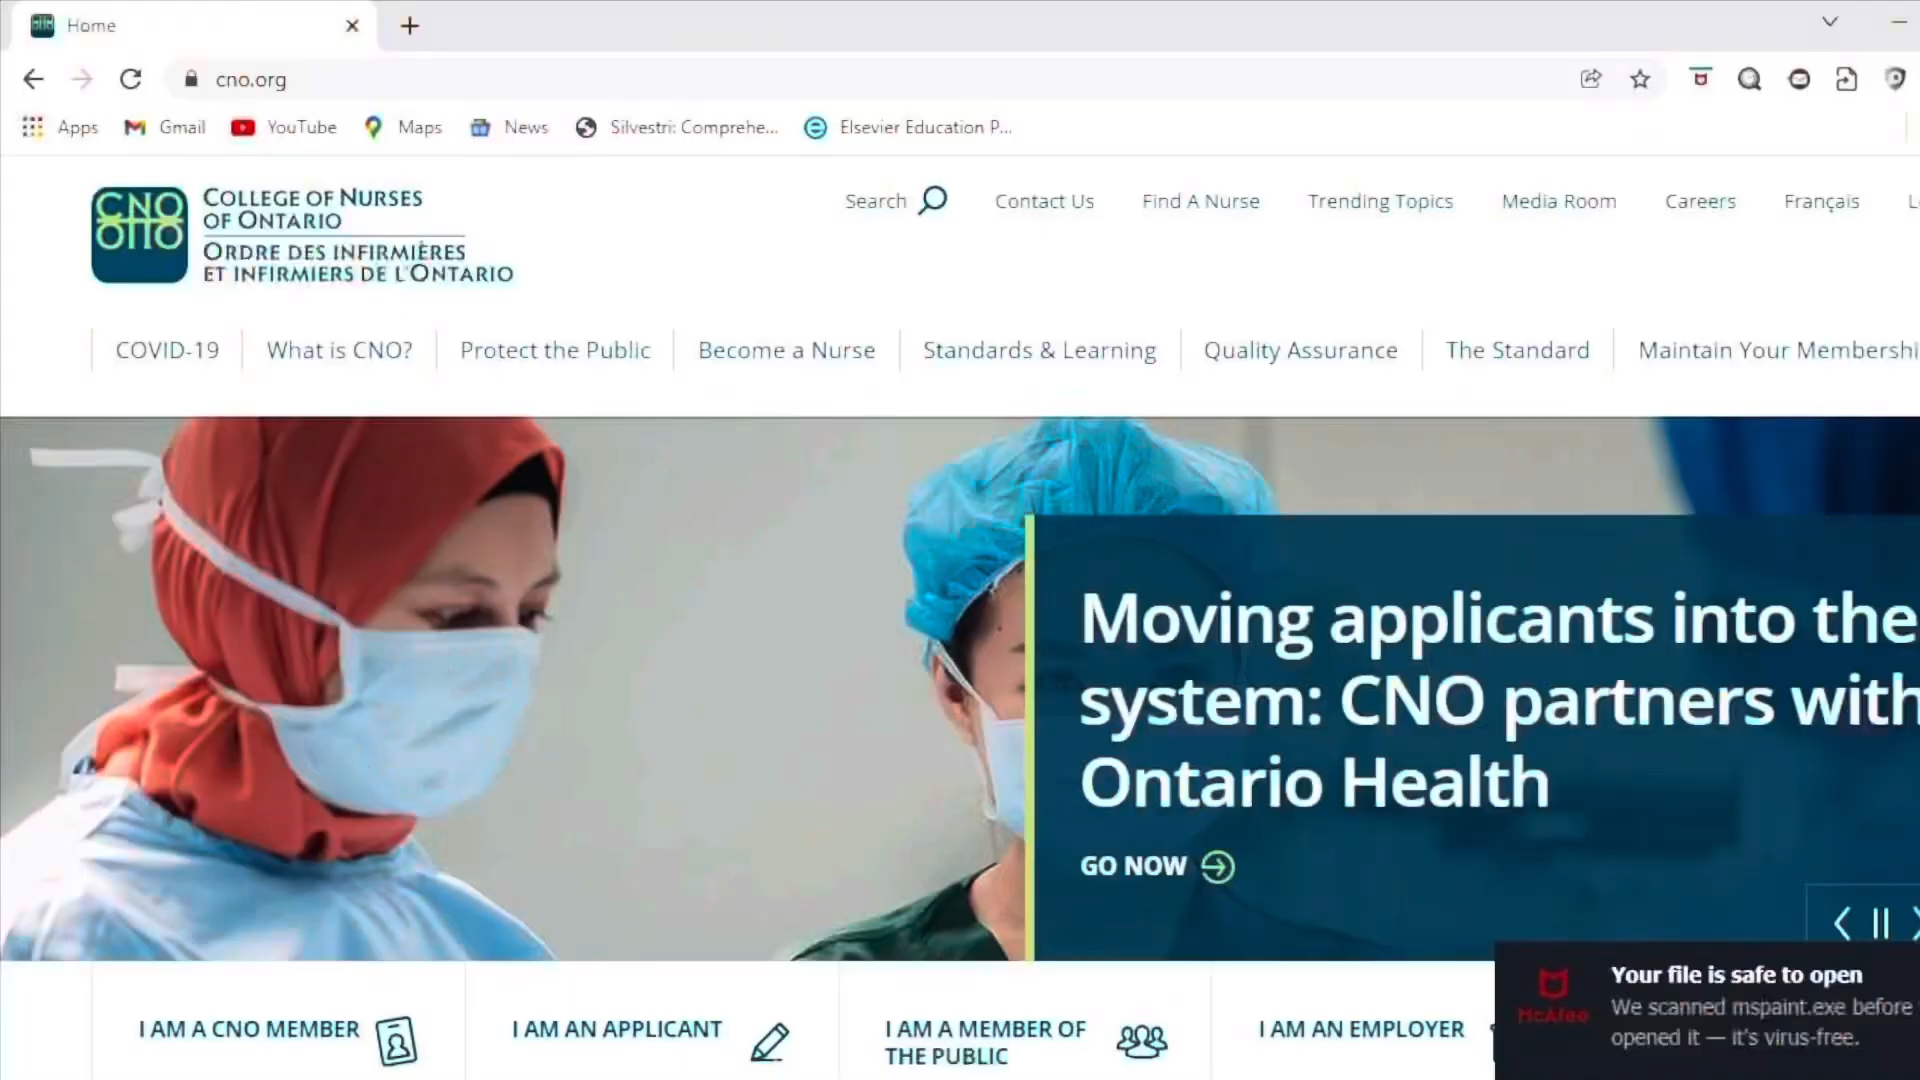 Home
cno.org
Apps Gmail YouTube Maps News Silvestri: Comprehe... Elsevier Education P...
CNO
OIIO
COLLEGE OF NURSES
OF ONTARIO
ORDRE DES INFIRMIÈRES
ET INFIRMIERS DE L'ONTARIO
Search Contact Us Find A Nurse Trending Topics Media Room Careers Français
COVID-19 What is CNO? Protect the Public Become a Nurse Standards & Learning Quality Assurance The Standard Maintain Your Membershi
Moving applicants into the
system: CNO partners with
Ontario Health
GO NOW
I AM A CNO MEMBER
I AM AN APPLICANT
I AM A MEMBER OF
THE PUBLIC
I AM AN EMPLOYER
McAfee
Your file is safe to open
We scanned mspaint.exe before
opened it — it's virus-free.